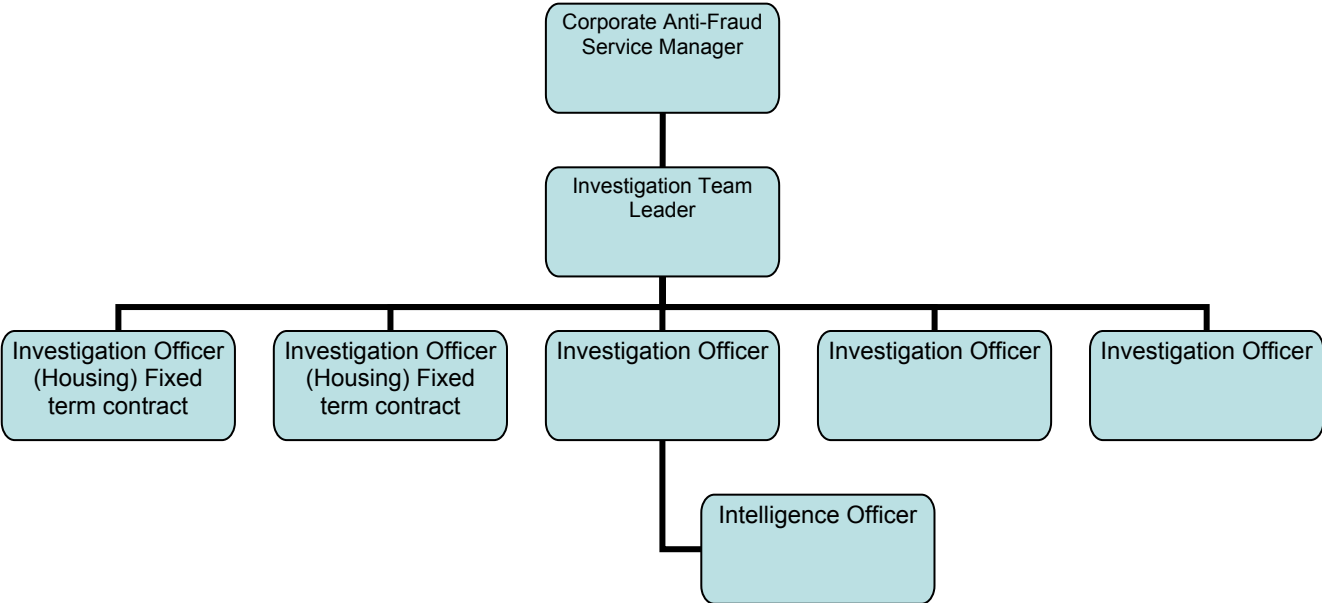 Corporate Anti-Fraud
Service Manager
Investigation Team
Leader
Investigation Officer
(Housing) Fixed
term contract
Investigation Officer
(Housing) Fixed
term contract
Investigation Officer
Investigation Officer
Investigation Officer
Intelligence Officer